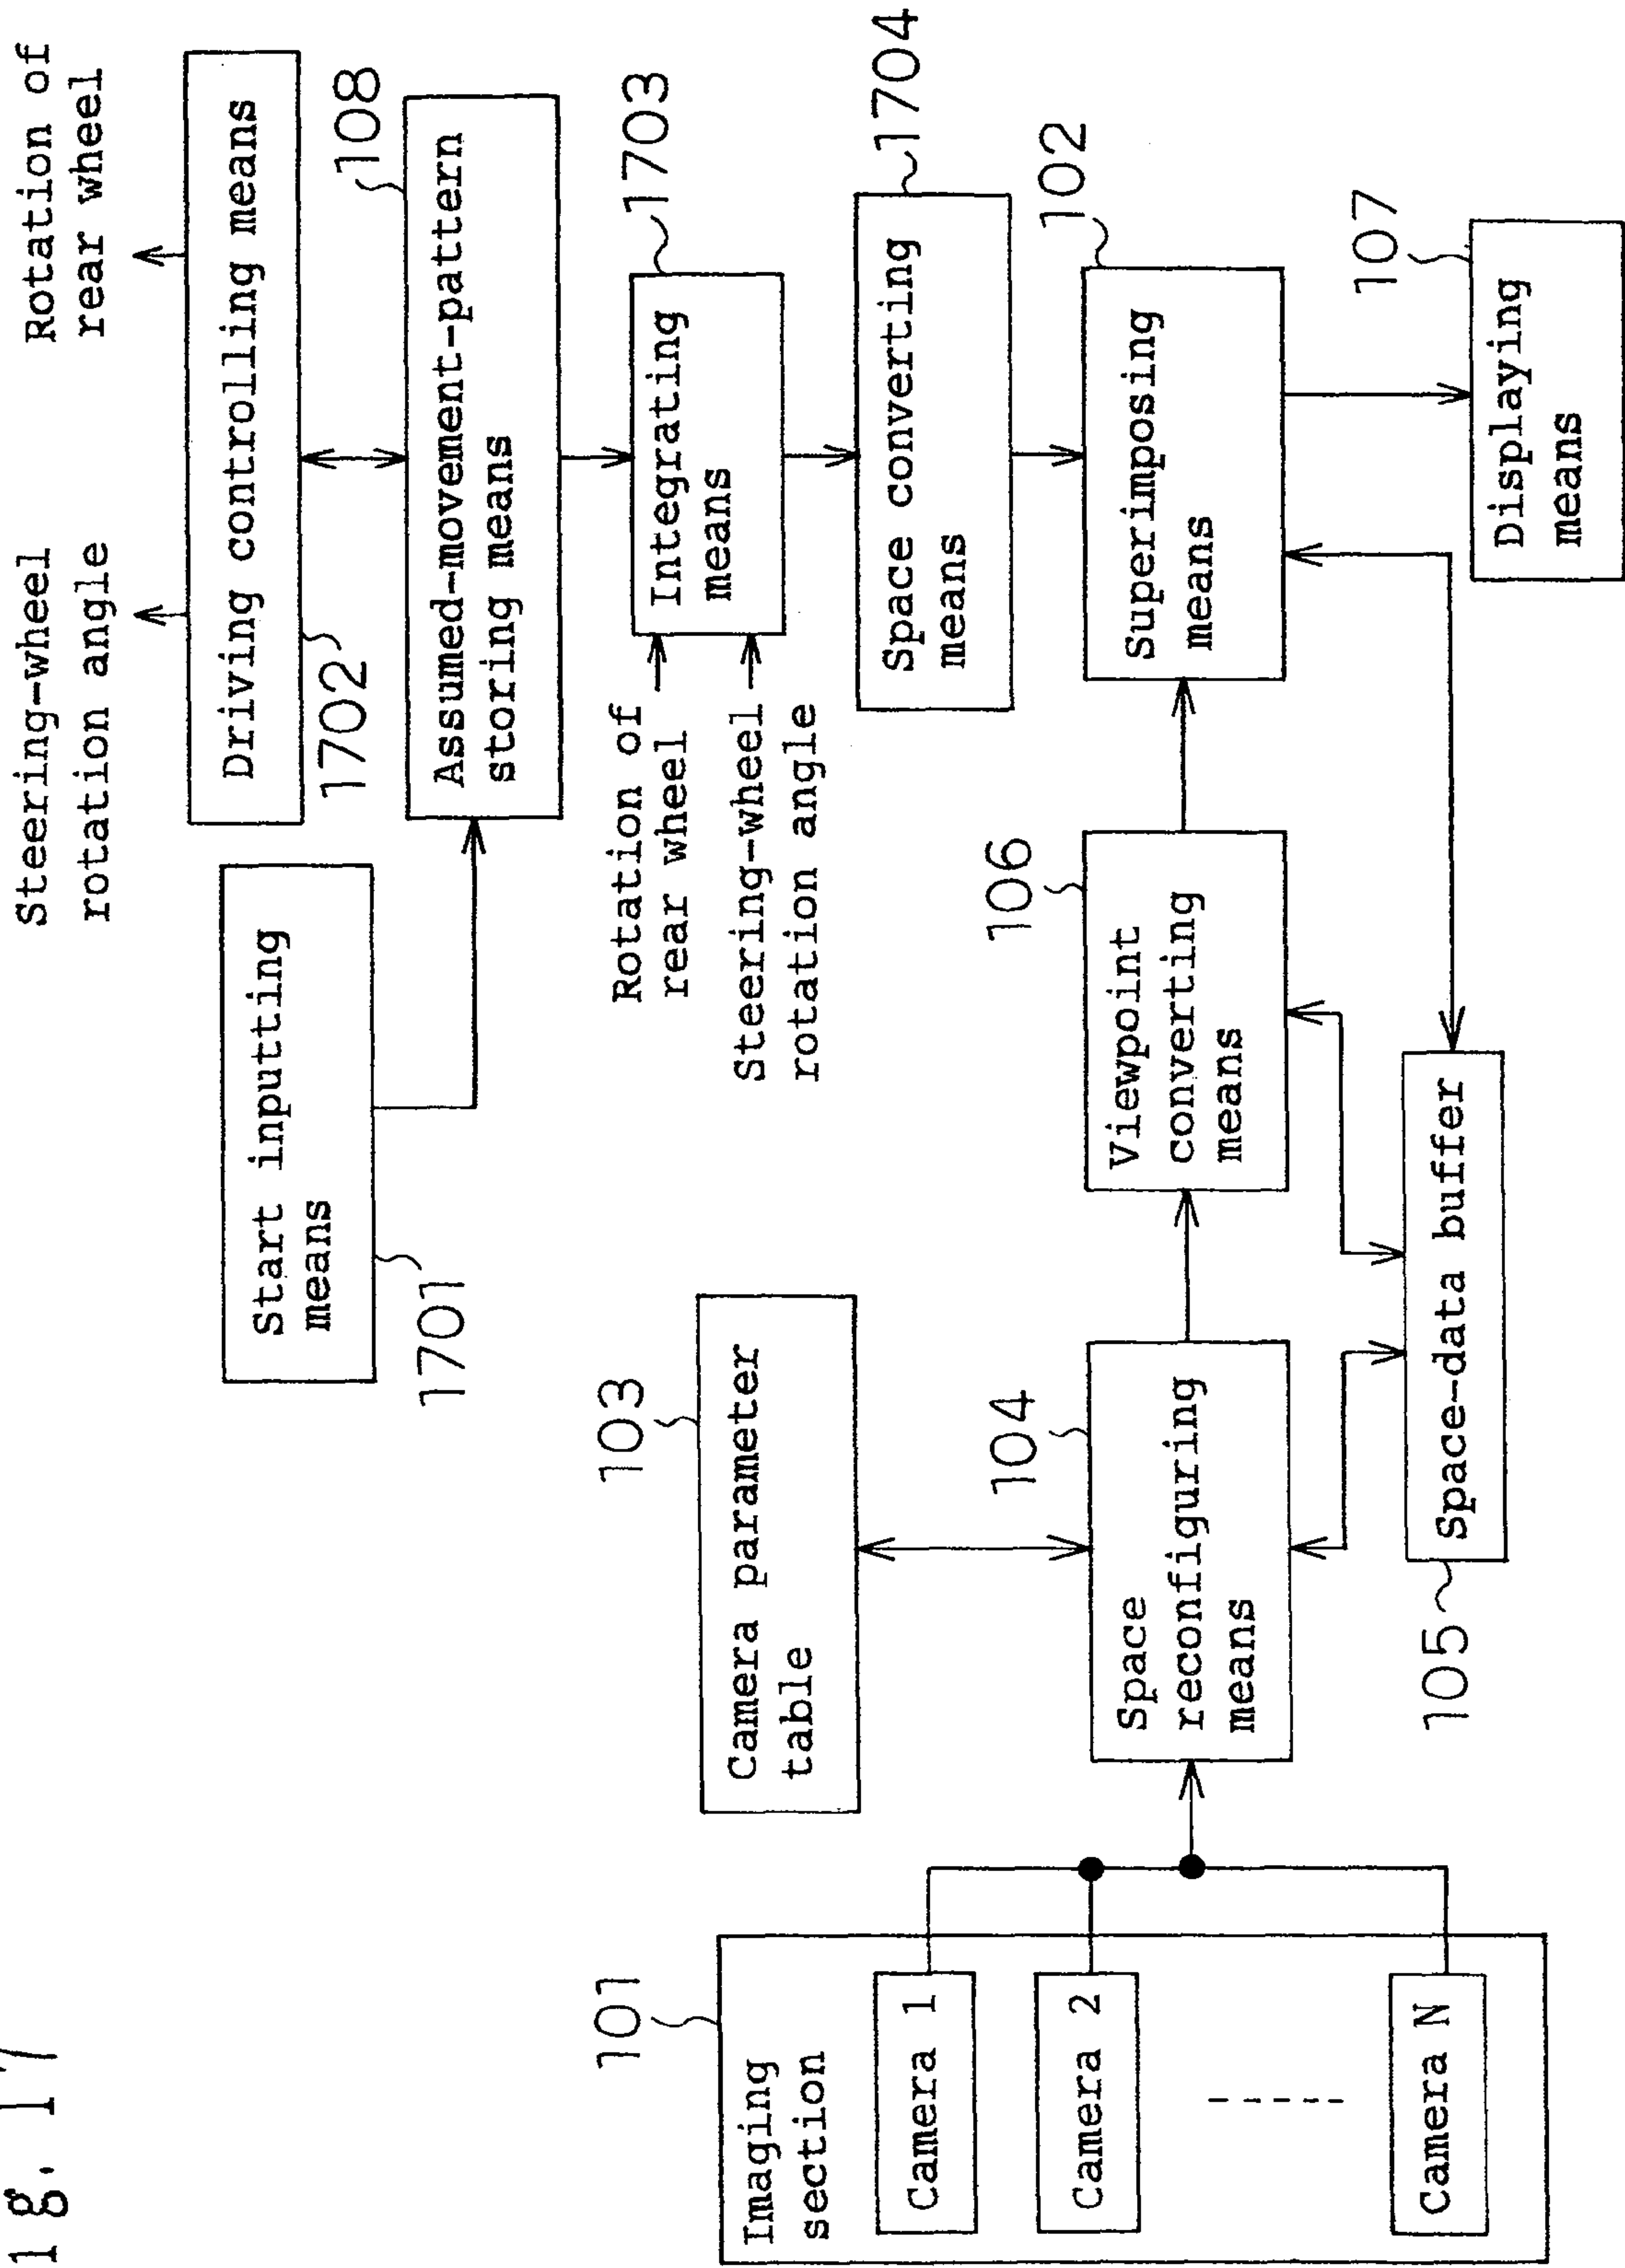 ig. 17
Steering-wheel
rotation angle
Rotation of
rear wheel
Driving controlling means
1702
Start inputting
means
1701
108
Assumed-movement-pattern
storing means
Rotation of
rear wheel
Steering-wheel
rotation angle
1703
Integrating
means
1704
Space converting
means
103
Camera parameter
table
101
Imaging
section
Camera 1
Camera 2
Camera N
104
Space
reconfiguring
means
106
Viewpoint
converting
means
102
Superimposing
means
105
Space-data buffer
107
Displaying
means